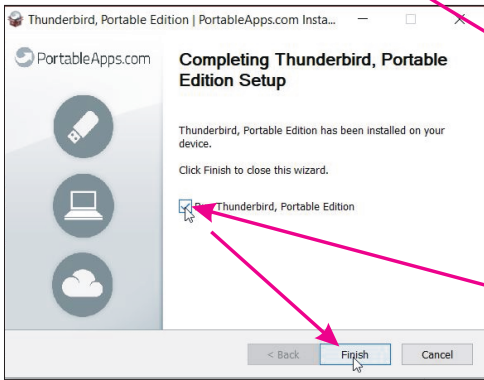 Thunderbird, Portable Edition | PortableApps.com Insta...
PortableApps.com
Completing Thunderbird, Portable
Edition Setup
Thunderbird, Portable Edition has been installed on your
device.
Click Finish to close this wizard.
Run Thunderbird, Portable Edition
< Back Finish Cancel